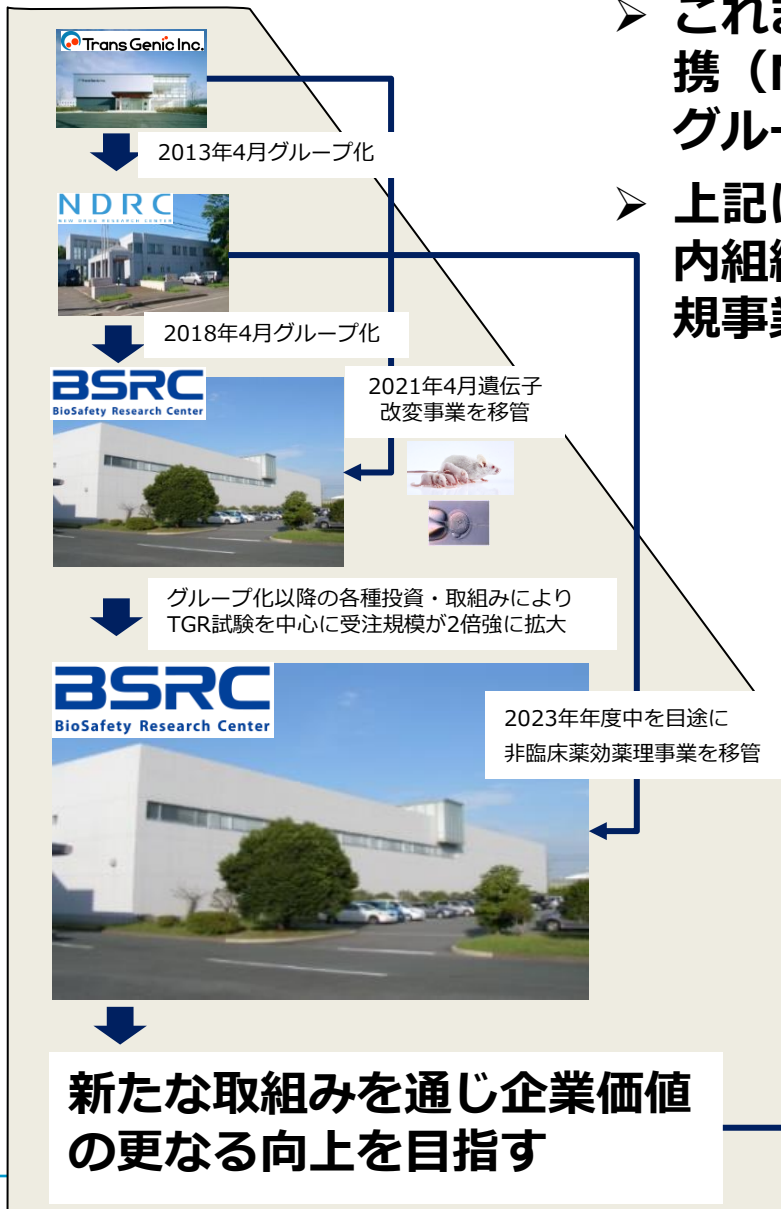 Trans Genic Inc.
➢ これま
携（
グルー
2013年4月グループ化
NDRC
NEW DRUG RESEARCH CENTER
➢ 上記
内組
規事業
2018年4月グループ化
BSRC
BioSafety Research Center
2021年4月遺伝子
改変事業を移管
グループ化以降の各種投資・取組みにより
TGR試験を中心に受注規模が2倍強に拡大
BSRC
BioSafety Research Center
2023年年度中を目途に
非臨床薬効薬理事業を移管
新たな取組みを通じ企業価値
の更なる向上を目指す